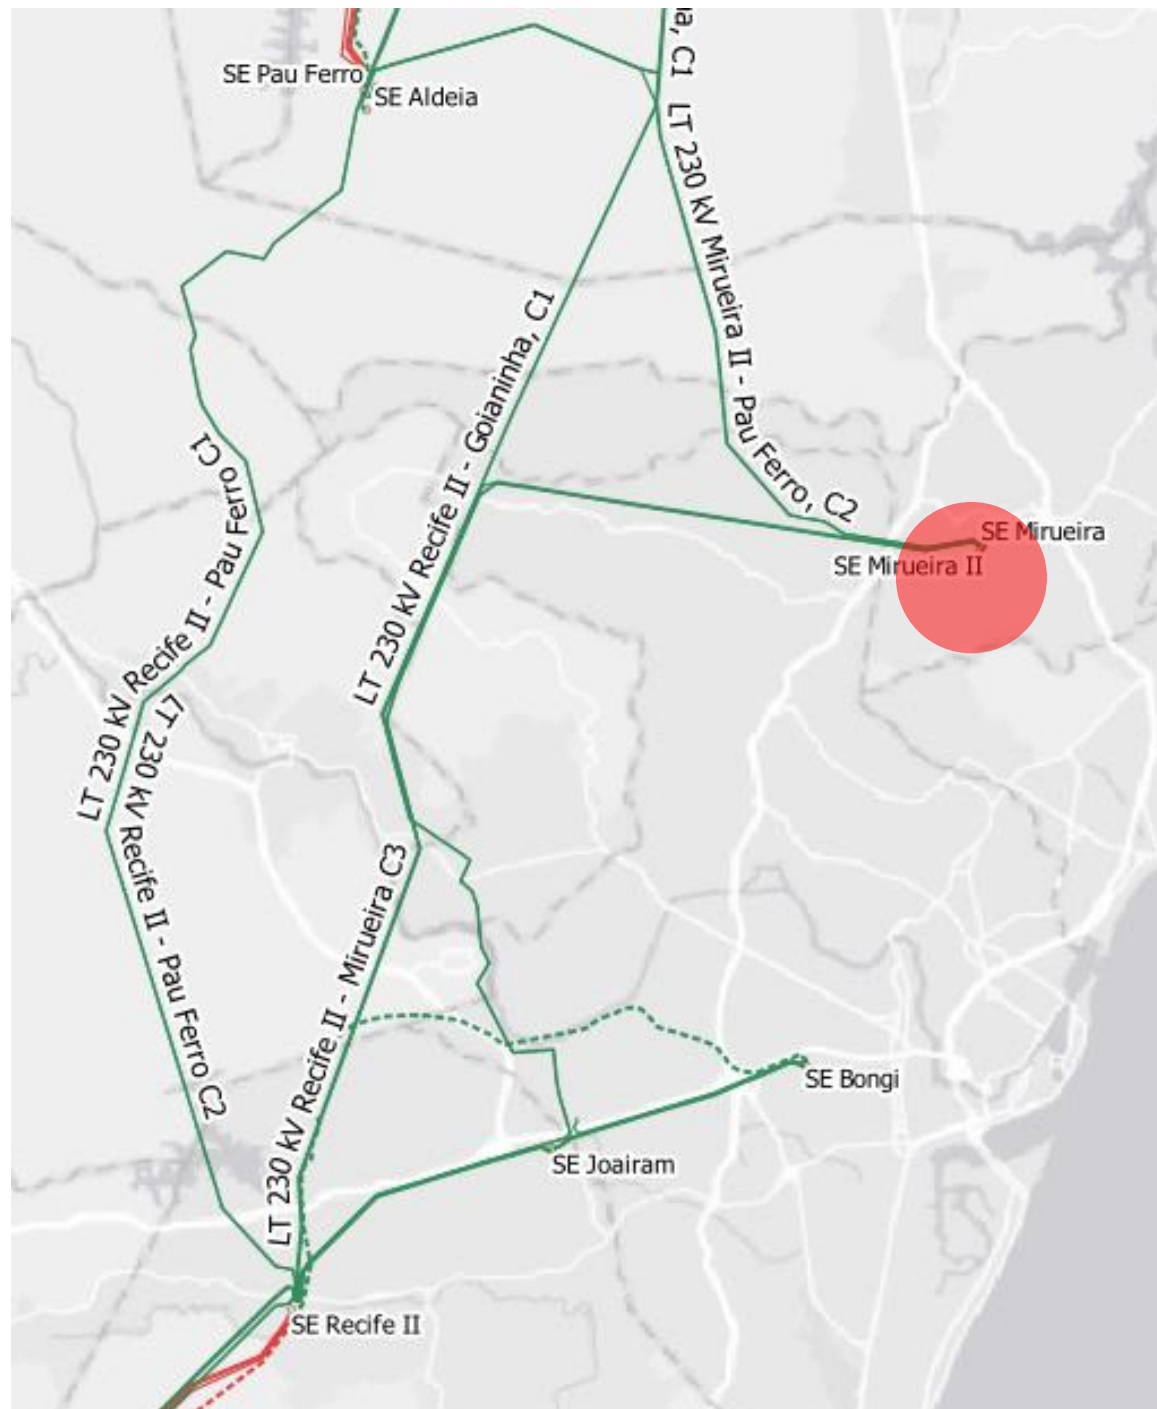 a, C1
SE Pau Ferro
SE Aldeia
LT 230 kV Mirueira II - Pau Ferro, C2
LT 230 kV Recife II - Goianinha, C1
LT 230 kV Recife II - Pau Ferro C1
SE Mirueira
SE Mirueira II
LT 230 kV Recife II - Pau Ferro C2
LT 230 kV Recife II - Mirueira C3
SE Bongi
SE Joairam
SE Recife II